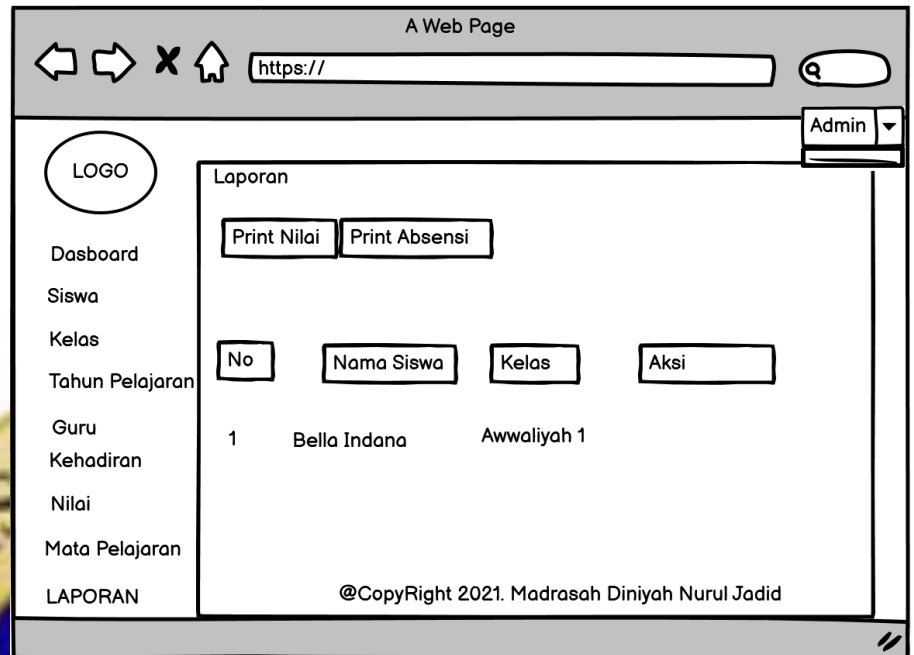 A Web Page
https://
Admin
LOGO
Laporan
Print Nilai
Print Absensi
Dasboard
Siswa
Kelas
Tahun Pelajaran
Guru
Kehadiran
Nilai
Mata Pelajaran
LAPORAN
No
Nama Siswa
Kelas
Aksi
1
Bella Indana
Awwaliyah 1
@CopyRight 2021. Madrasah Diniyah Nurul Jadid